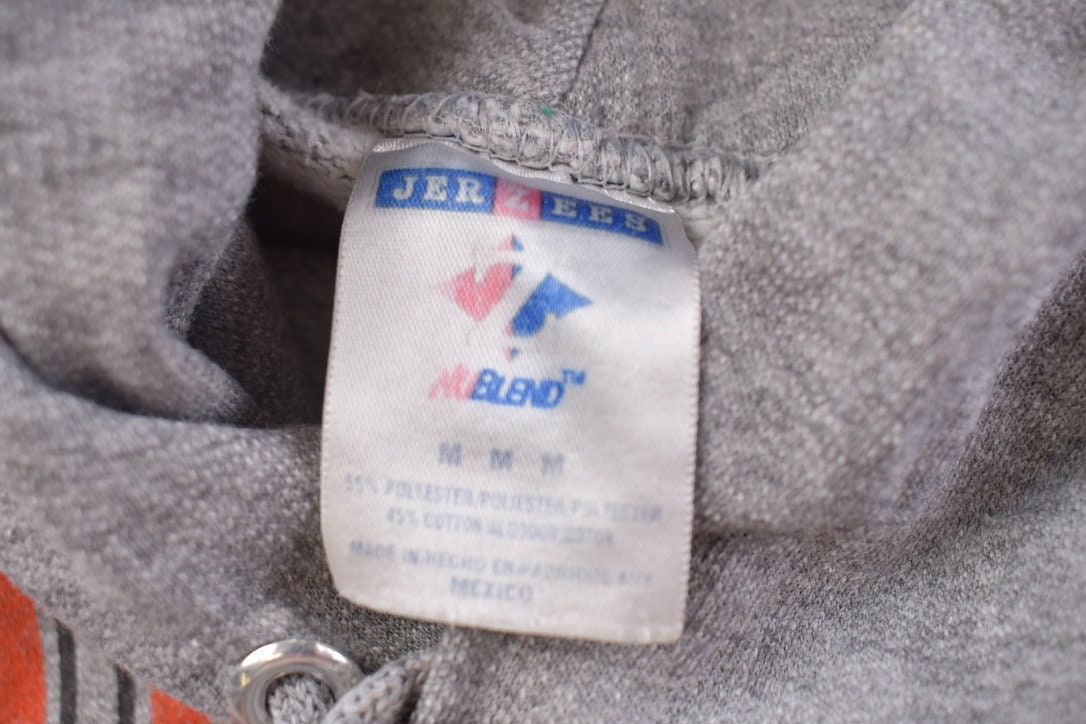 JERZEES
NUBLEND™
M M M
55% POLYESTER/POLIESTER/POLYESTER
45% COTTON/ALGODON/COTON
MADE IN/HECHO EN/FABRIQUE AUX
MEXICO